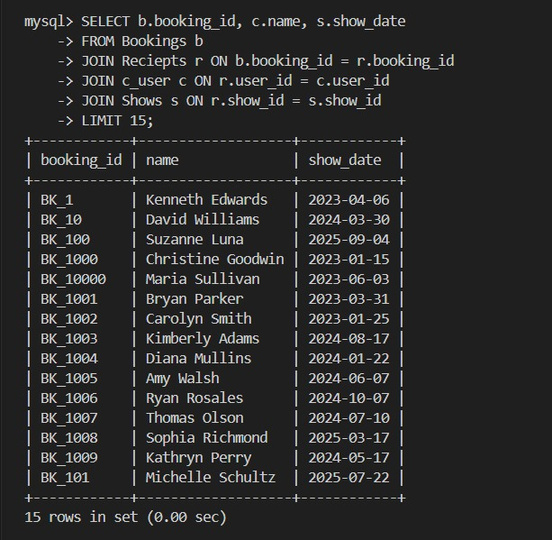 mysql> SELECT b.booking_id, c.name, s.show_date
    -> FROM Bookings b
    -> JOIN Reciepts r ON b.booking_id = r.booking_id
    -> JOIN c_user c ON r.user_id = c.user_id
    -> JOIN Shows s ON r.show_id = s.show_id
    -> LIMIT 15;
+------------+-------------------+------------+
| booking_id | name              | show_date  |
+------------+-------------------+------------+
| BK_1       | Kenneth Edwards   | 2023-04-06 |
| BK_10      | David Williams    | 2024-03-30 |
| BK_100     | Suzanne Luna      | 2025-09-04 |
| BK_1000    | Christine Goodwin | 2023-01-15 |
| BK_10000   | Maria Sullivan    | 2023-06-03 |
| BK_1001    | Bryan Parker      | 2023-03-31 |
| BK_1002    | Carolyn Smith     | 2023-01-25 |
| BK_1003    | Kimberly Adams    | 2024-08-17 |
| BK_1004    | Diana Mullins     | 2024-01-22 |
| BK_1005    | Amy Walsh         | 2024-06-07 |
| BK_1006    | Ryan Rosales      | 2024-10-07 |
| BK_1007    | Thomas Olson      | 2024-07-10 |
| BK_1008    | Sophia Richmond   | 2025-03-17 |
| BK_1009    | Kathryn Perry     | 2024-05-17 |
| BK_101     | Michelle Schultz  | 2025-07-22 |
+------------+-------------------+------------+
15 rows in set (0.00 sec)